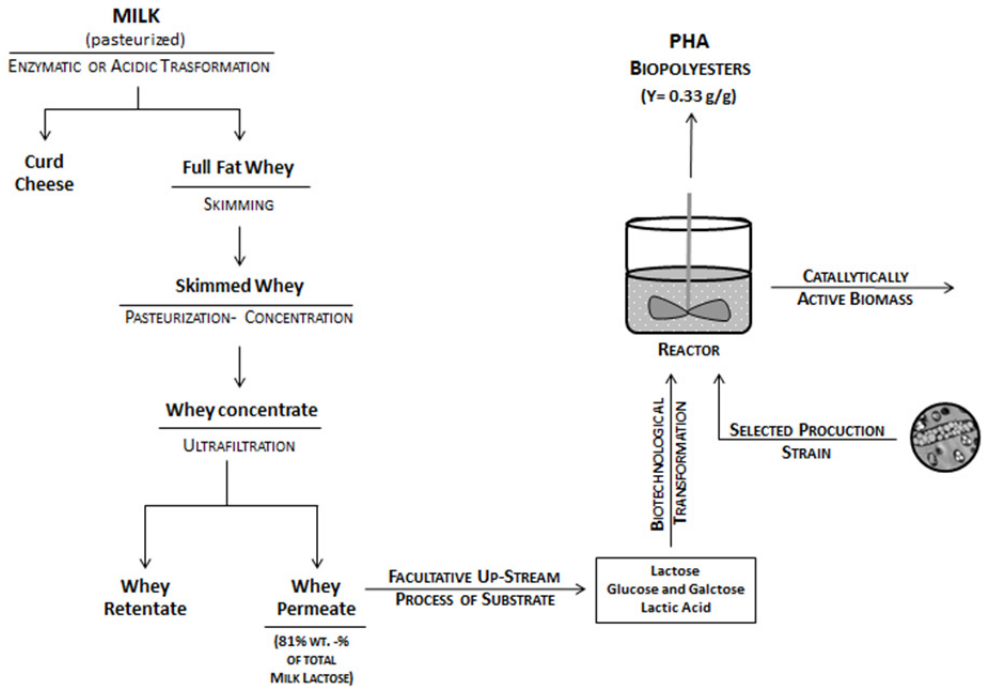 MILK
(pasteurized)
ENZYMATIC OR ACIDIC TRASFORMATION
Curd
Cheese
Full Fat Whey
SKIMMING
Skimmed Whey
PASTEURIZATION- CONCENTRATION
Whey concentrate
ULTRAFILTRATION
Whey
Retentate
Whey
Permeate
(81% WT. -%
OF TOTAL
MILK LACTOSE)
FACULTATIVE UP-STREAM
PROCESS OF SUBSTRATE
Lactose
Glucose and Galctose
Lactic Acid
BIOTECHNOLOGICAL
TRANSFORMATION
SELECTED PROCUCTION
STRAIN
REACTOR
CATALLYTICALLY
ACTIVE BIOMASS
PHA
BIOPOLYESTERS
(Y= 0.33 g/g)